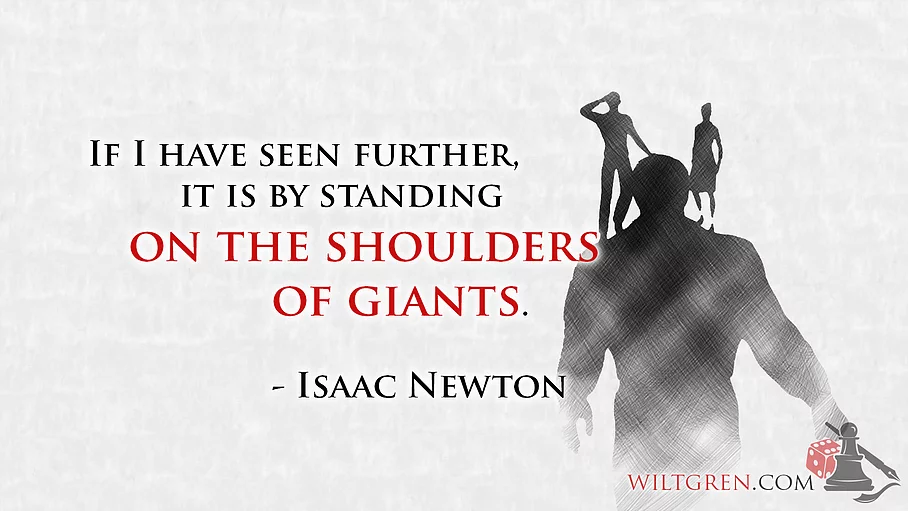 If I have seen further,
it is by standing
on the shoulders
of giants.
- Isaac Newton
wiltgren.com